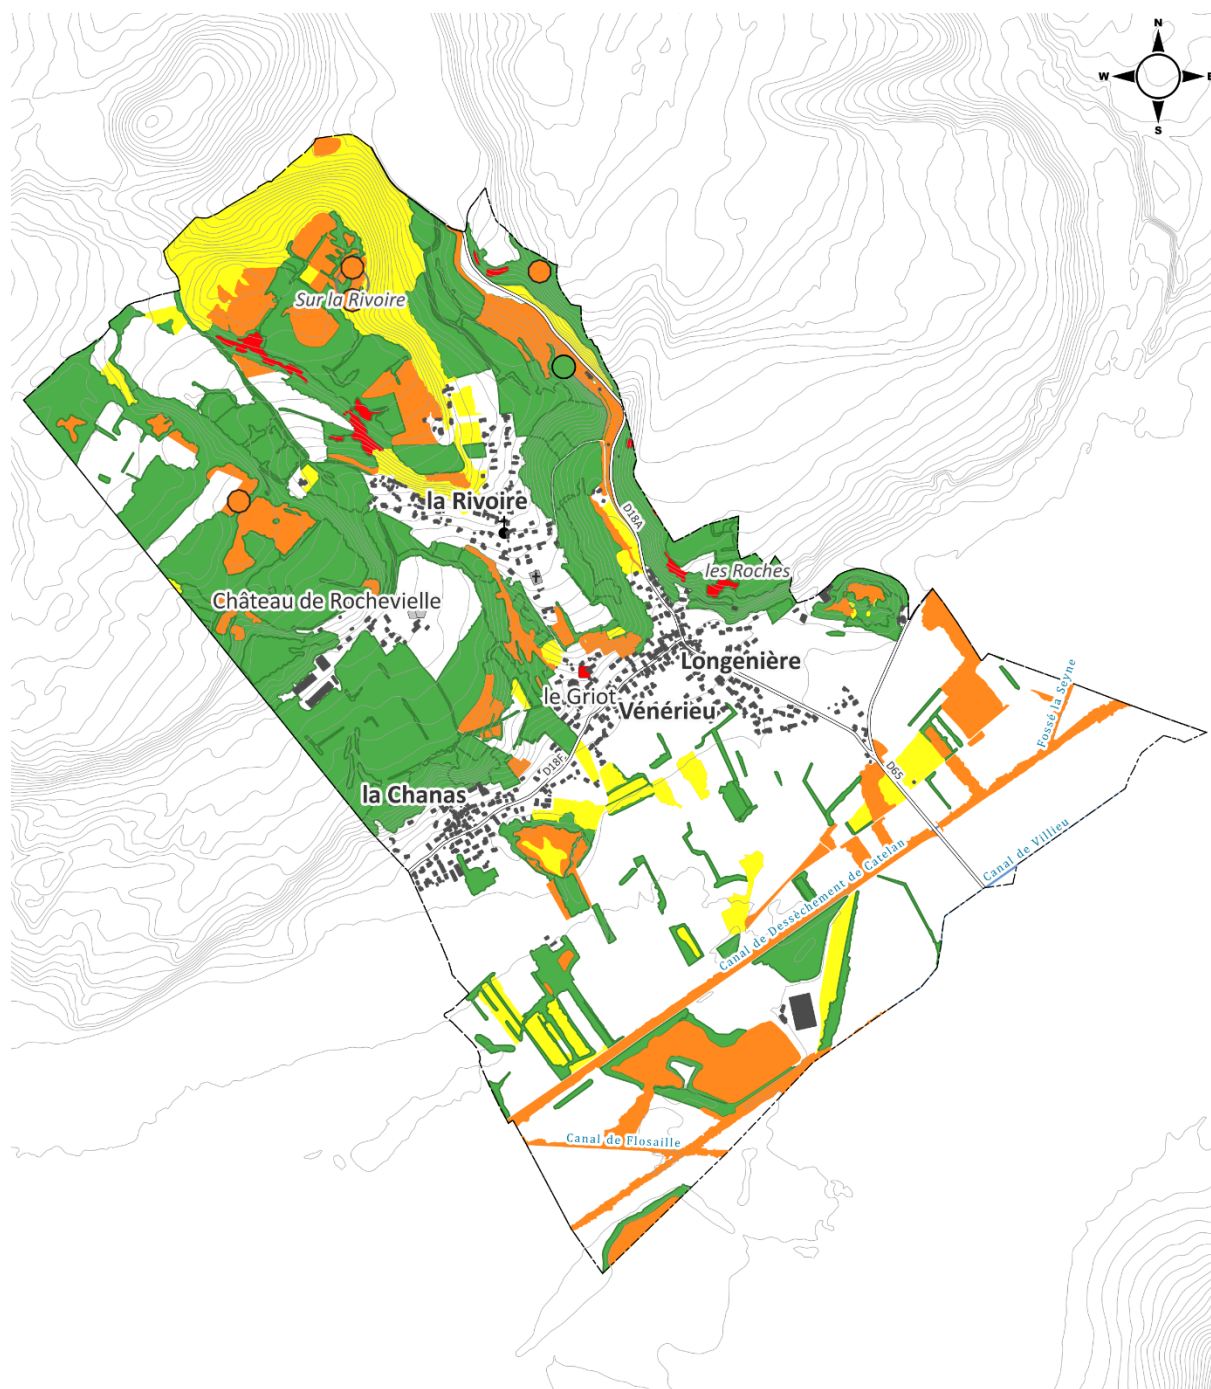 N
W
E
S
Sur la Rivoire
la Rivoire
D18A
les Roches
Château de Rochevielle
Longenière
le Griot
Vénérieu
Fossé la Seyne
D18F
D65
la Chanas
Canal de Villieu
Canal de Dessèchement de Catelan
Canal de Flosaille